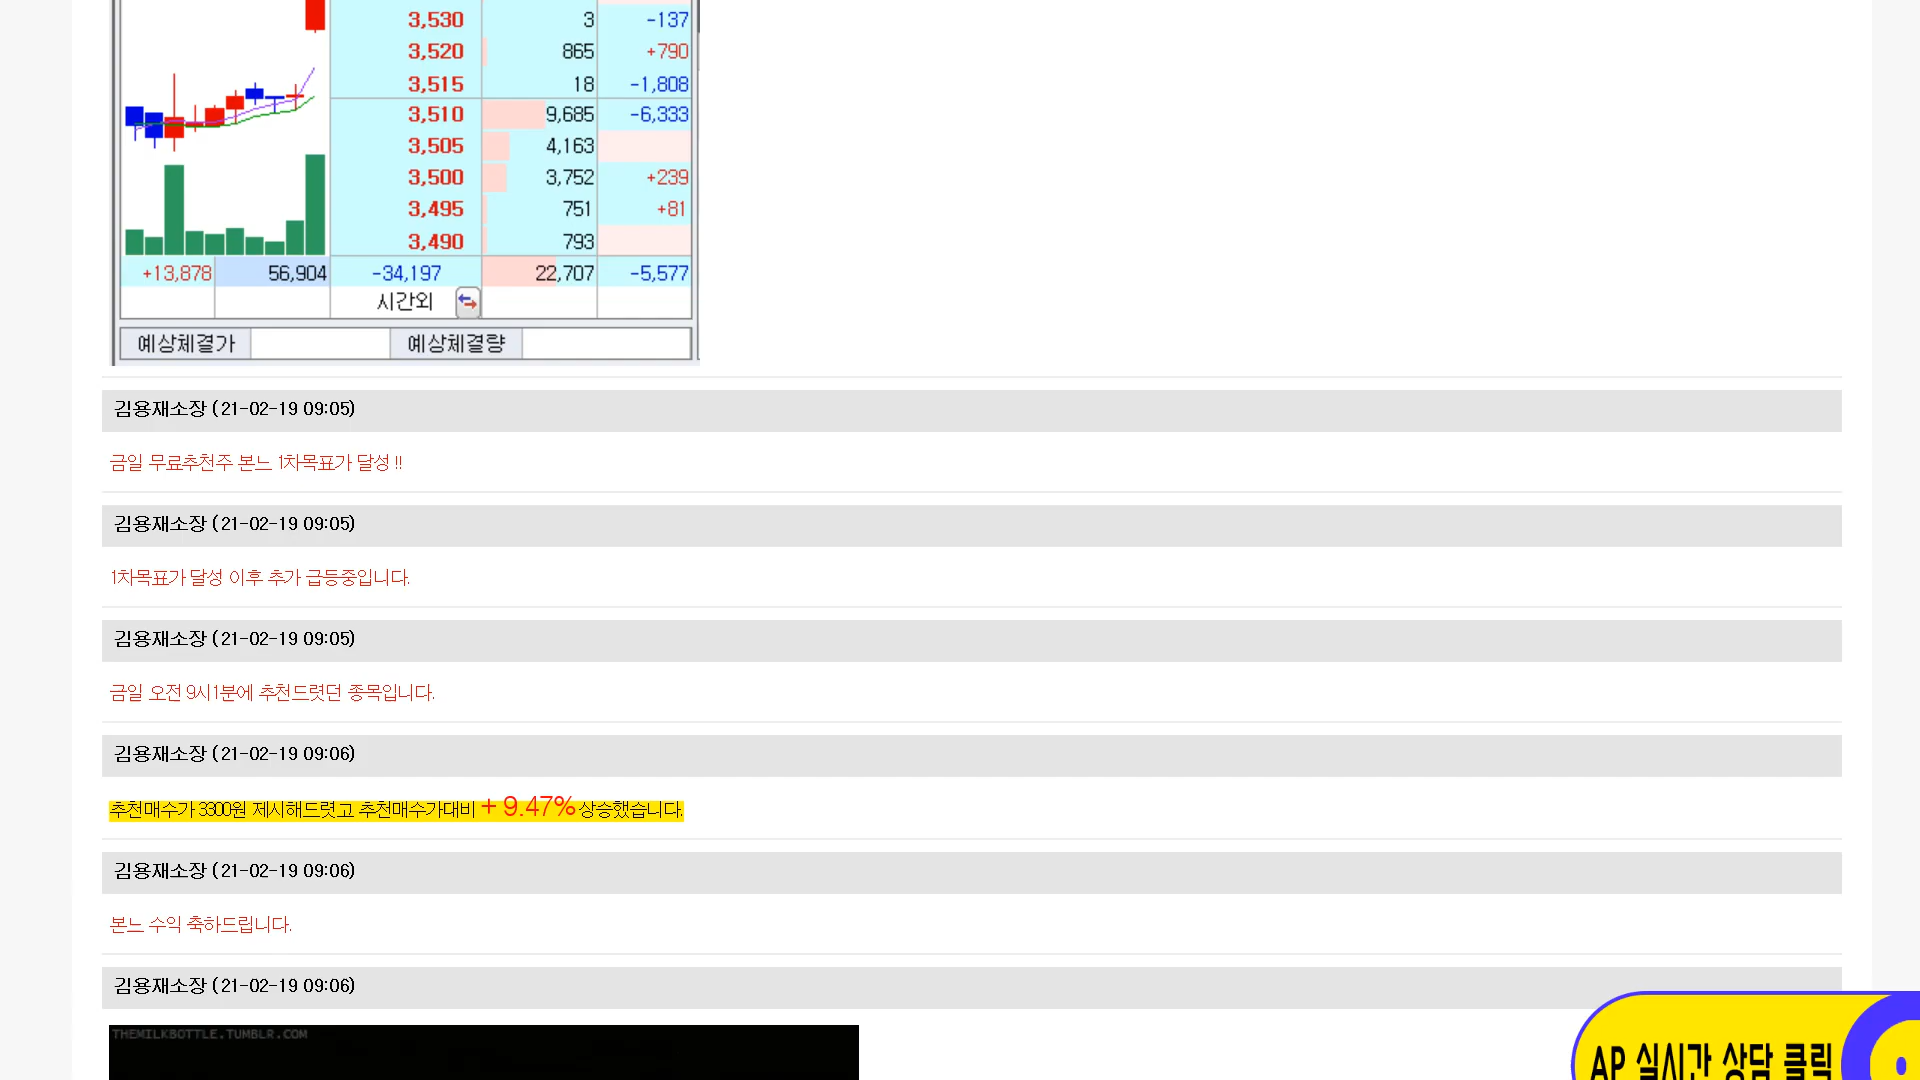 3,530 3 -137
3,520 865 +790
3,515 18 -1,808
3,510 9,685 -6,333
3,505 4,163
3,500 3,752 +239
3,495 751 +81
3,490 793
+13,878 56,904 -34,197 22,707 -5,577
시간외
예상체결가 예상체결량
김용재소장 (21-02-19 09:05)
금일 무료추천주 본느 1차목표가 달성 !!
김용재소장 (21-02-19 09:05)
1차목표가 달성 이후 추가 급등중입니다.
김용재소장 (21-02-19 09:05)
금일 오전 9시1분에 추천드렷던 종목입니다.
김용재소장 (21-02-19 09:06)
추천매수가 3300원 제시해드렷고 추천매수가대비 + 9.47% 상승했습니다.
김용재소장 (21-02-19 09:06)
본느 수익 축하드립니다.
김용재소장 (21-02-19 09:06)
THEMILKBOTTLE.TUMBLR.COM
AP 실시간 상담 클릭